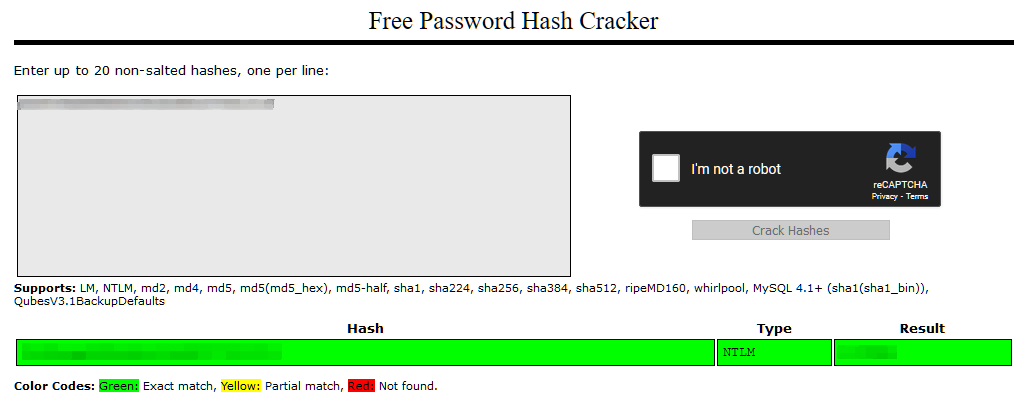 Free Password Hash Cracker
Enter up to 20 non-salted hashes, one per line:
I'm not a robot
reCAPTCHA
Privacy - Terms
Crack Hashes
Supports: LM, NTLM, md2, md4, md5, md5(md5_hex), md5-half, sha1, sha224, sha256, sha384, sha512, ripeMD160, whirlpool, MySQL 4.1+ (sha1(sha1_bin)),
QubesV3.1BackupDefaults
Hash Type Result
NTLM
Color Codes: Green: Exact match, Yellow: Partial match, Red: Not found.